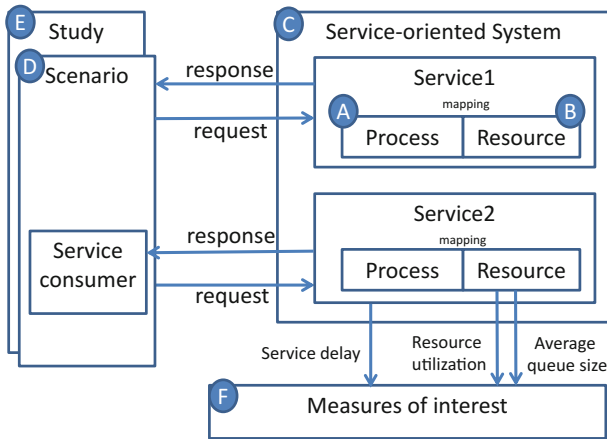 E
Study
D
Scenario
C
Service-oriented System
response
request
Service1
mapping
A
B
Process
Resource
Service consumer
response
request
Service2
mapping
Process
Resource
Service delay
Resource utilization
Average queue size
F
Measures of interest